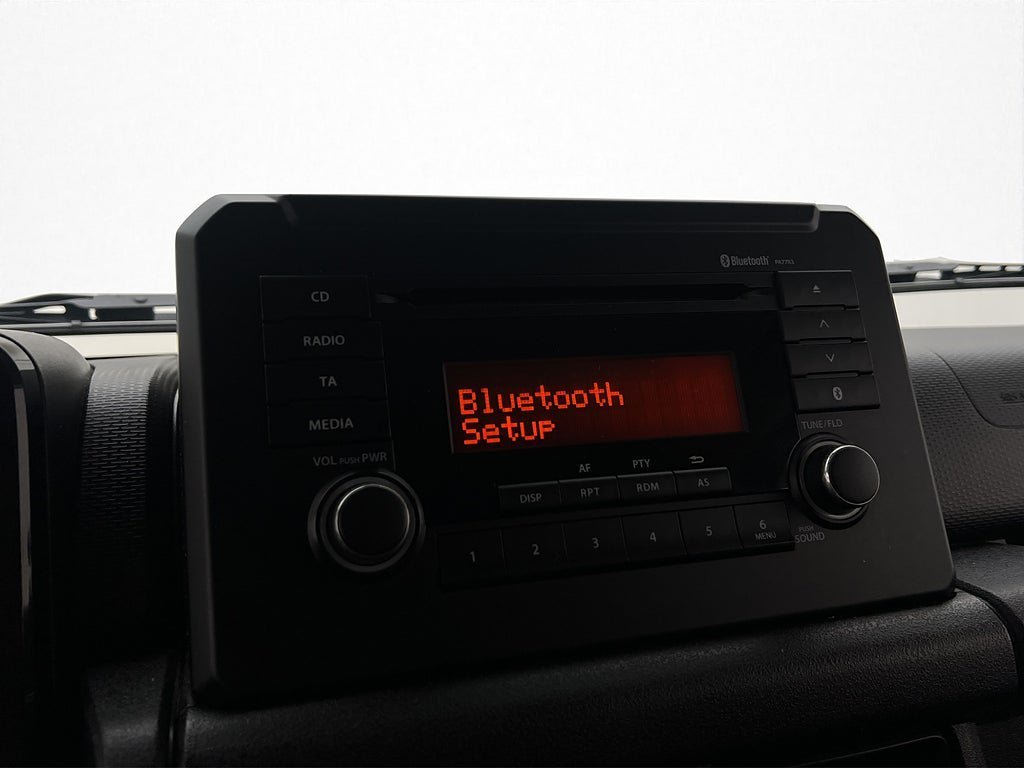 Bluetooth
CD
RADIO
TA
MEDIA
VOL PUSH PWR
Bluetooth
Setup
TUNE/FLD
AF PTY
DISP RPT RDM AS
1 2 3 4 5 6
MENU
PUSH
SOUND